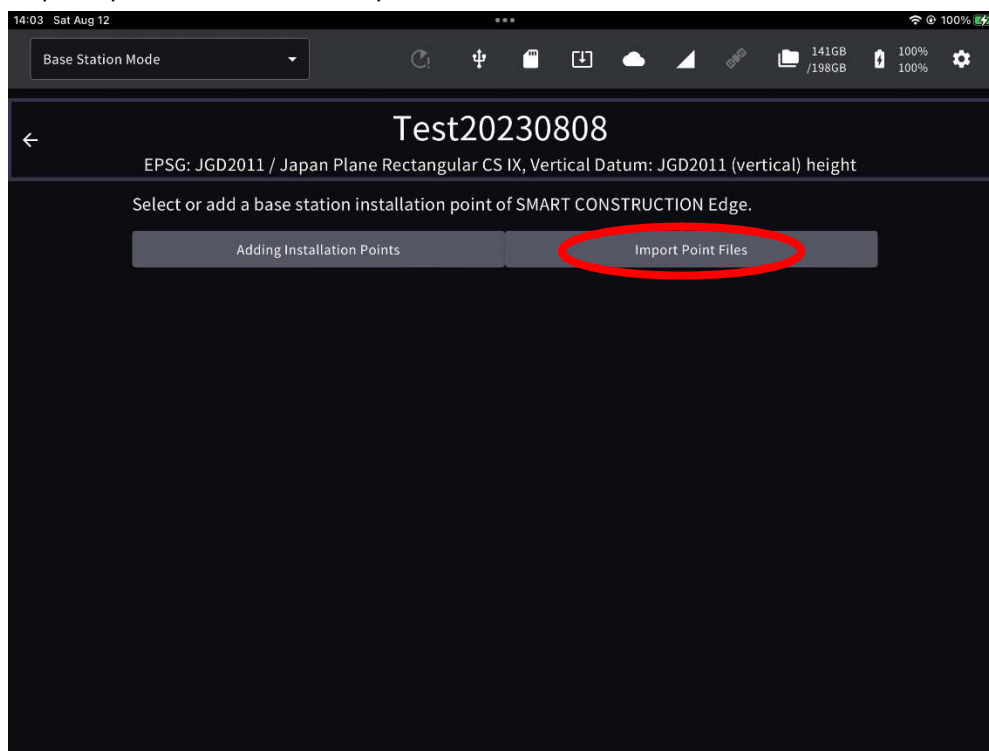 14:03 Sat Aug 12
100%
Base Station Mode
141GB
/198GB
100%
100%
Test20230808
EPSG: JGD2011 / Japan Plane Rectangular CS IX, Vertical Datum: JGD2011 (vertical) height
Select or add a base station installation point of SMART CONSTRUCTION Edge.
Adding Installation Points
Import Point Files